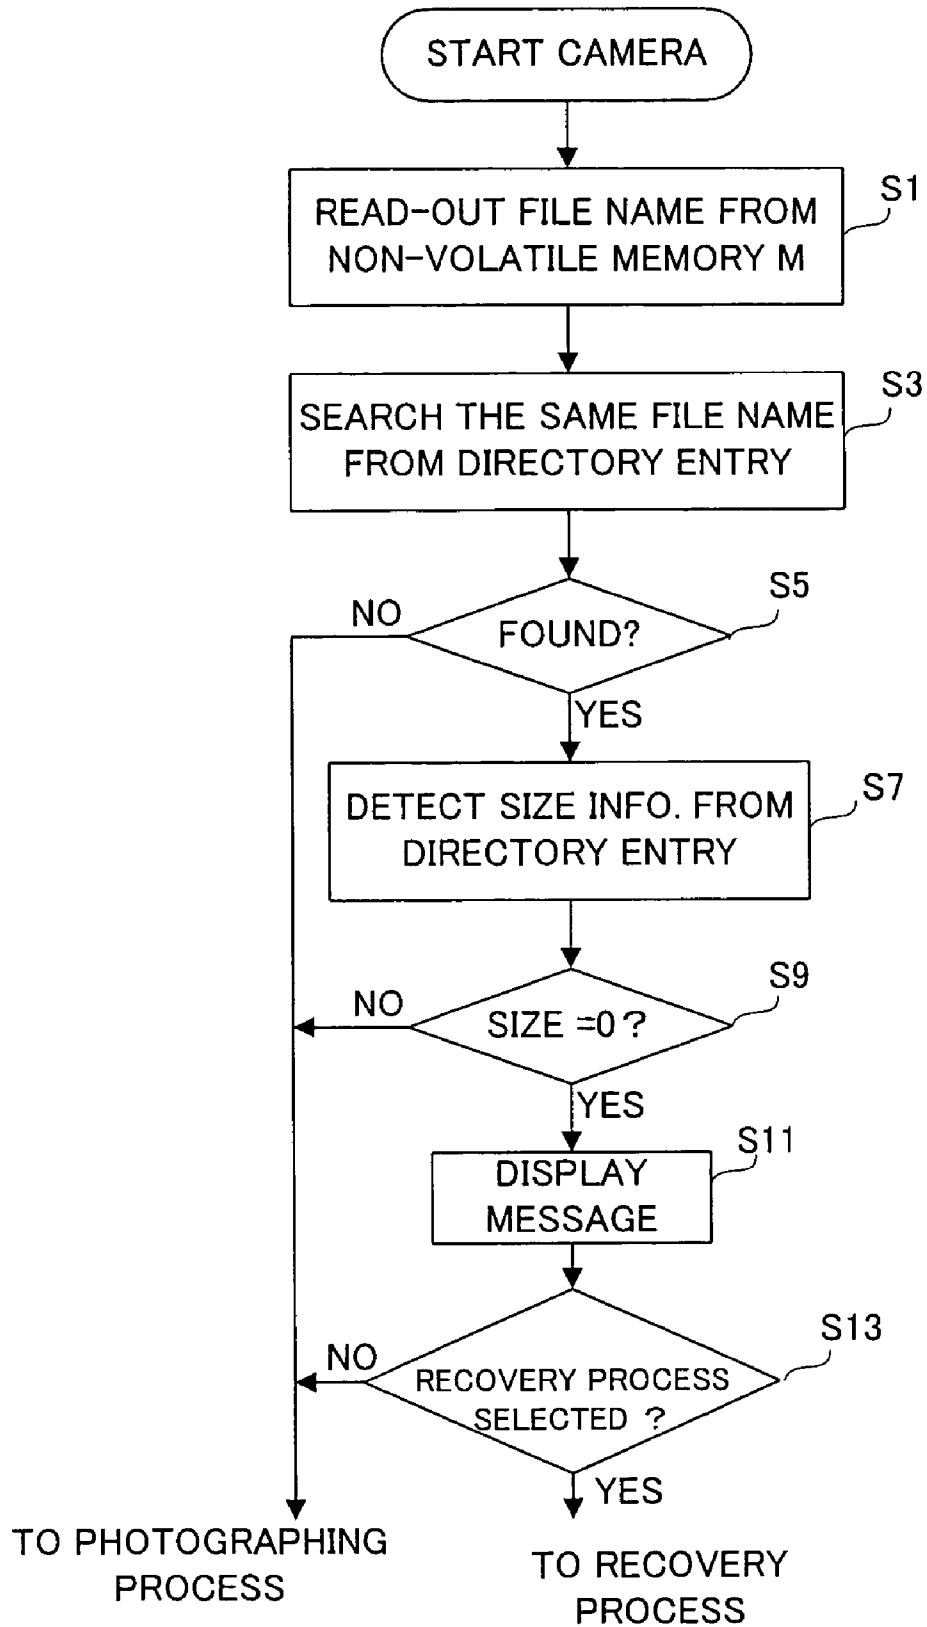 START CAMERA
S1
READ-OUT FILE NAME FROM
NON-VOLATILE MEMORY M
S3
SEARCH THE SAME FILE NAME
FROM DIRECTORY ENTRY
S5
NO
FOUND?
YES
S7
DETECT SIZE INFO. FROM
DIRECTORY ENTRY
S9
NO
SIZE =0 ?
YES
S11
DISPLAY
MESSAGE
S13
NO
RECOVERY PROCESS
SELECTED ?
YES
TO PHOTOGRAPHING
PROCESS
TO RECOVERY
PROCESS